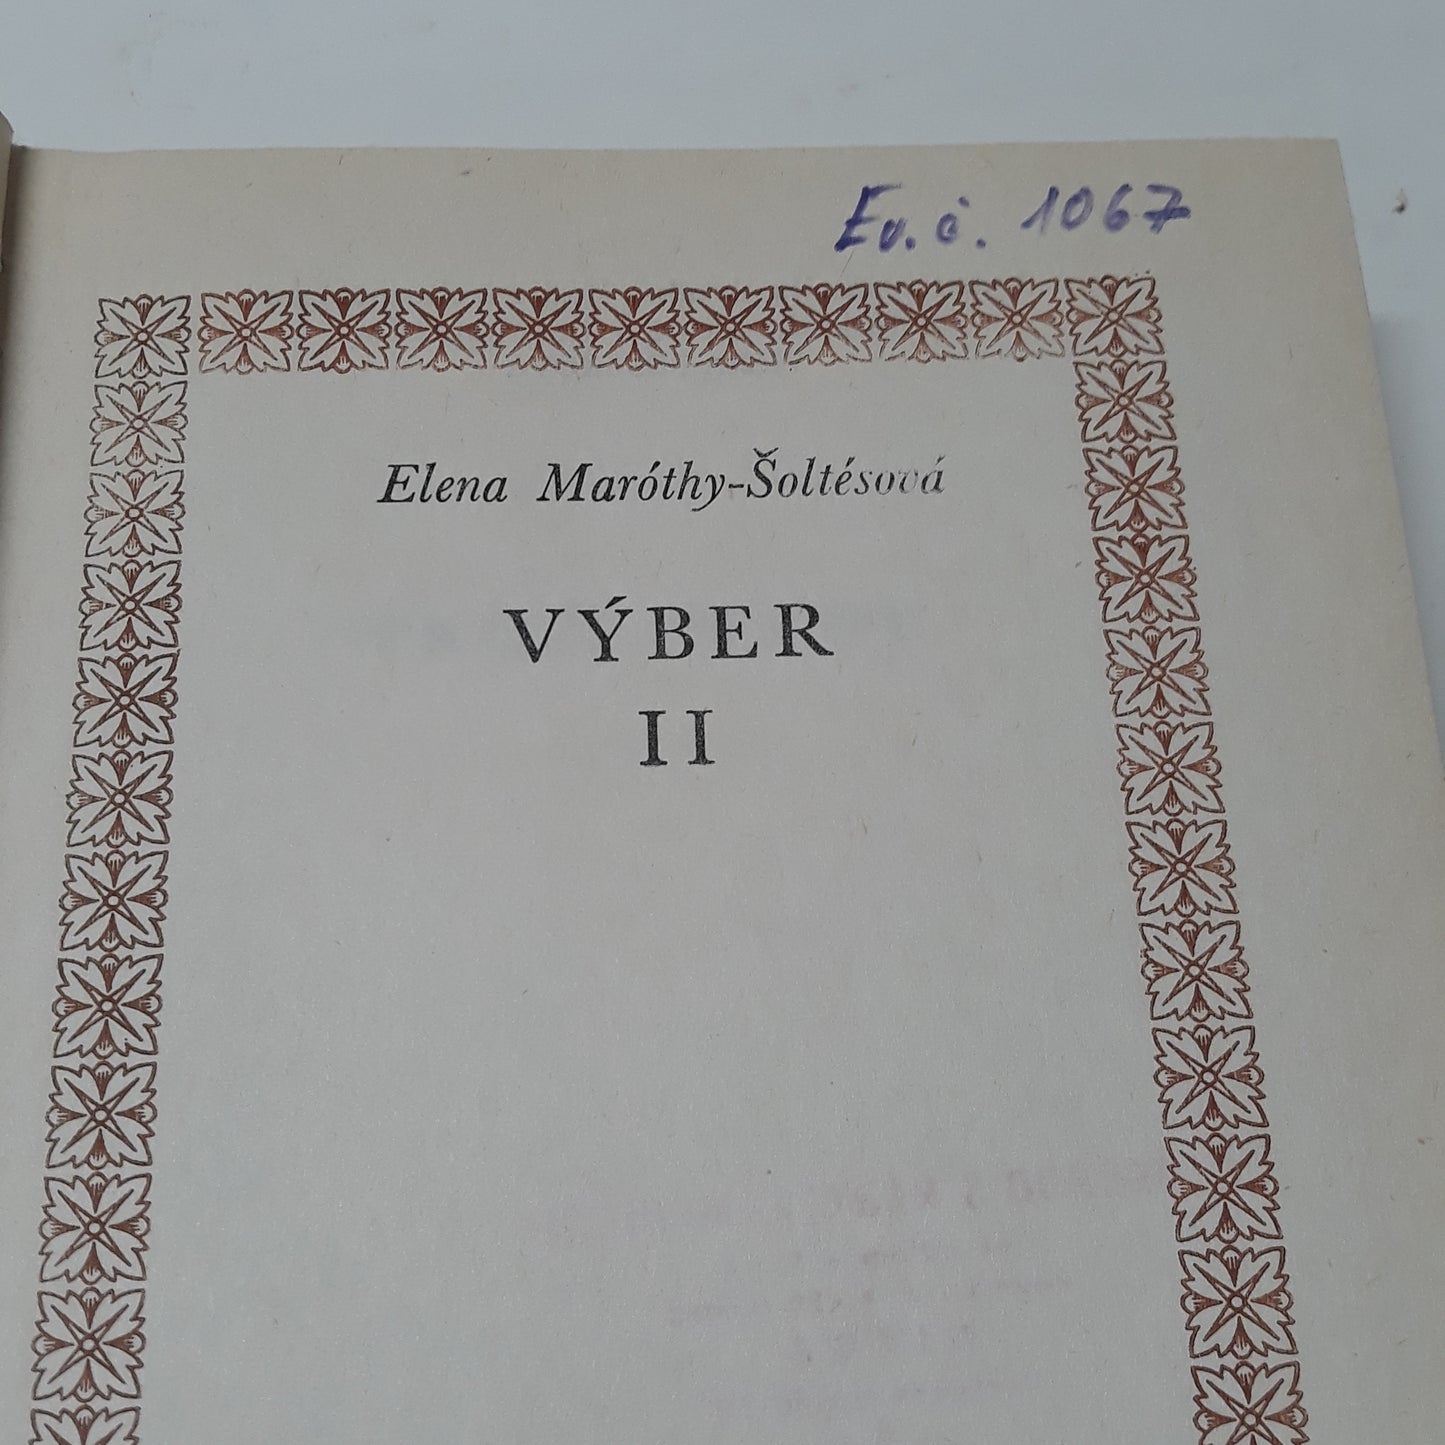 Ev. č. 1067
Elena Maróthy-Šoltésová
VÝBER
II